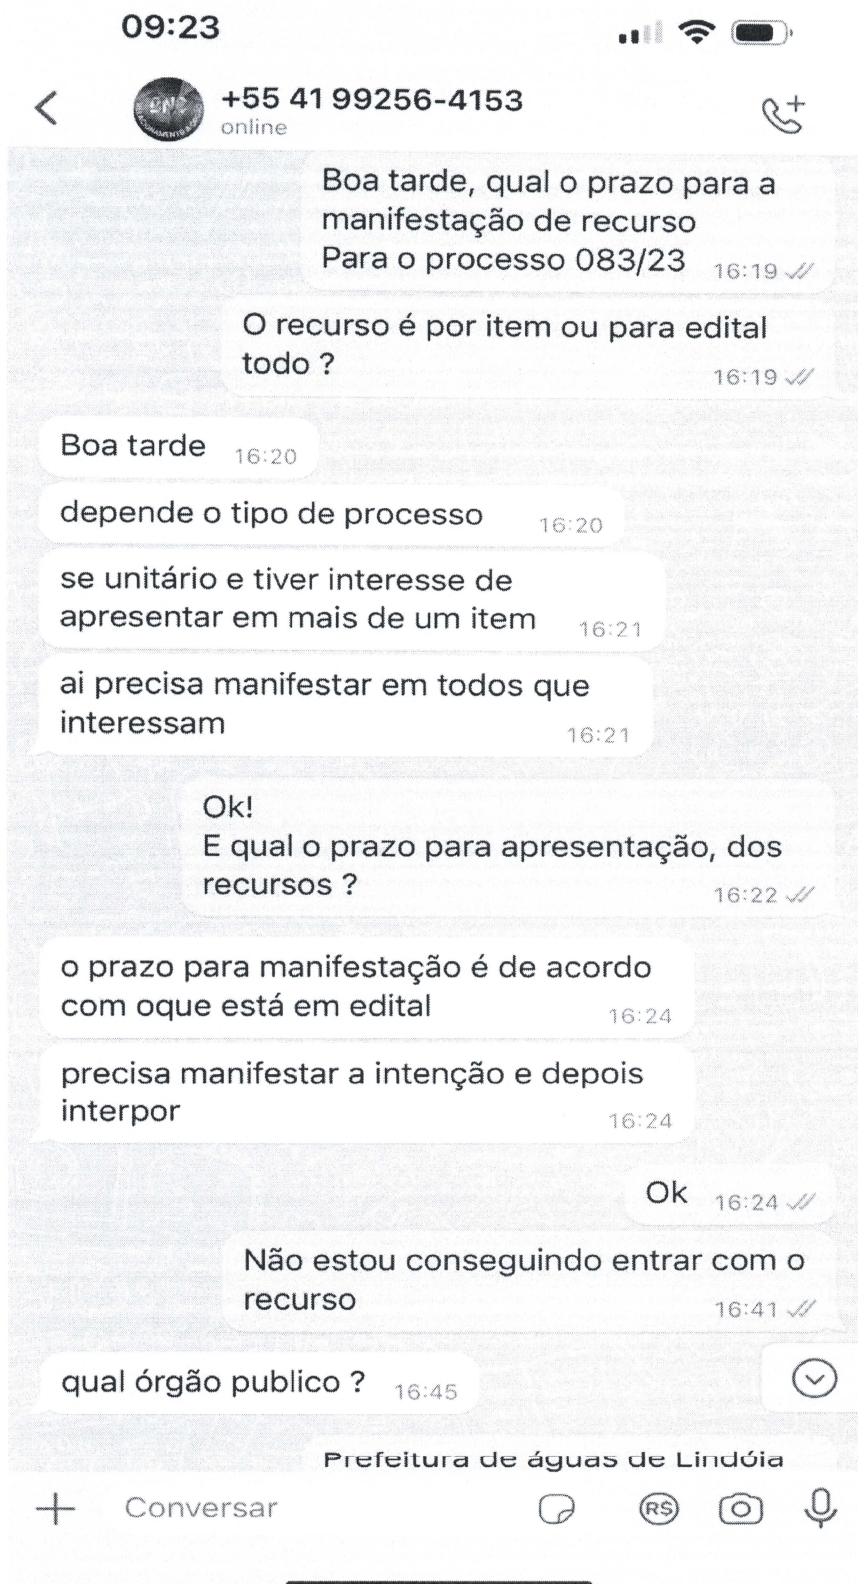 09:23
+55 41 99256-4153
online
Boa tarde, qual o prazo para a
manifestação de recurso
Para o processo 083/23 16:19
O recurso é por item ou para edital
todo ?
16:19
Boa tarde 16:20
depende o tipo de processo 16:20
se unitário e tiver interesse de
apresentar em mais de um item 16:21
ai precisa manifestar em todos que
interessam 16:21
Ok!
E qual o prazo para apresentação, dos
recursos ? 16:22
o prazo para manifestação é de acordo
com oque está em edital 16:24
precisa manifestar a intenção e depois
interpor 16:24
Ok 16:24
Não estou conseguindo entrar com o
recurso 16:41
qual órgão publico ? 16:45
Prefeitura de águas de Lindóia
Conversar
R$